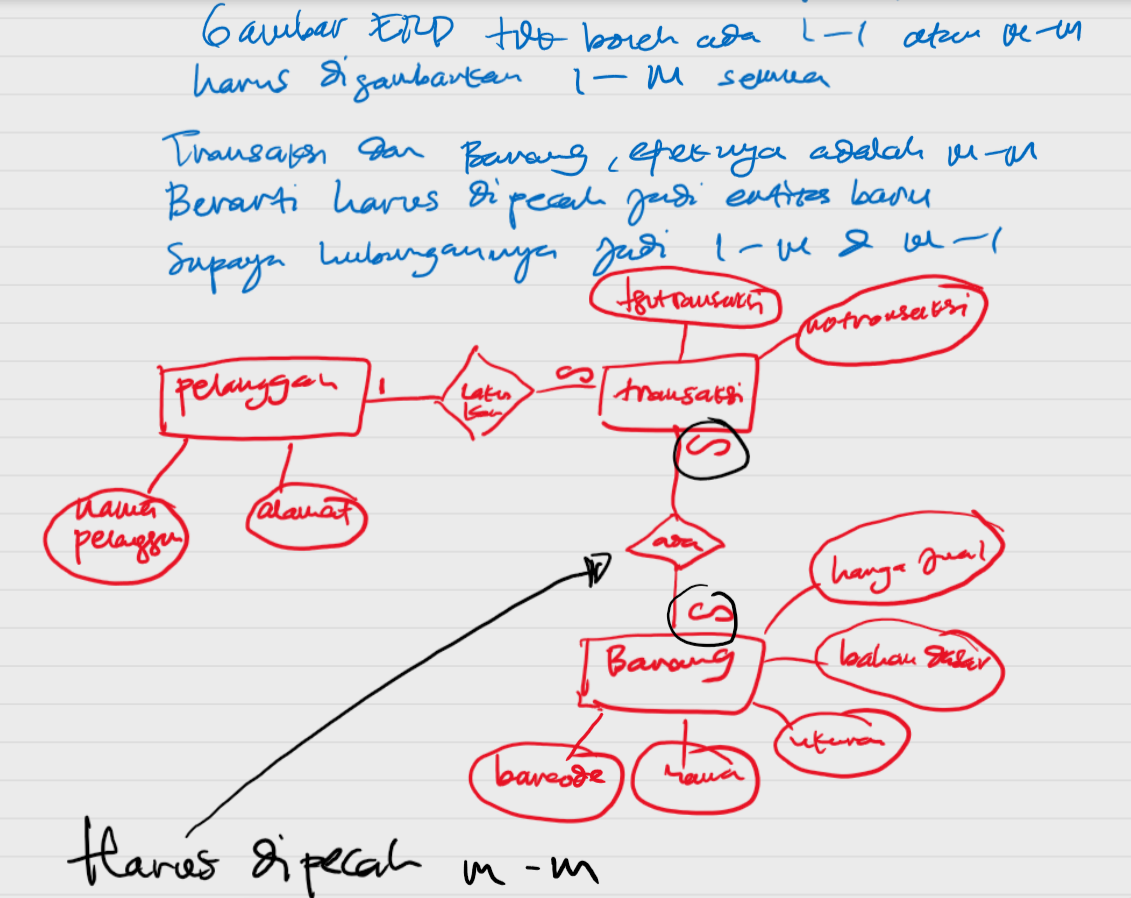 Gambar ERD tdk boleh ada 1-1 atau m-m
harus digambarkan 1-M semua
Transaksi dan Barang, efeknya adalah m-m
Berarti harus dipecah jadi entitas baru
Supaya hubungannya jadi 1-m & m-1
tgltransaksi
notransaksi
pelanggan
1
Lakukan
∞
transaksi
∞
nama
pelanggan
alamat
ada
∞
harga jual
Barang
bahan dasar
ukuran
barcode
nama
Harus dipecah m-m